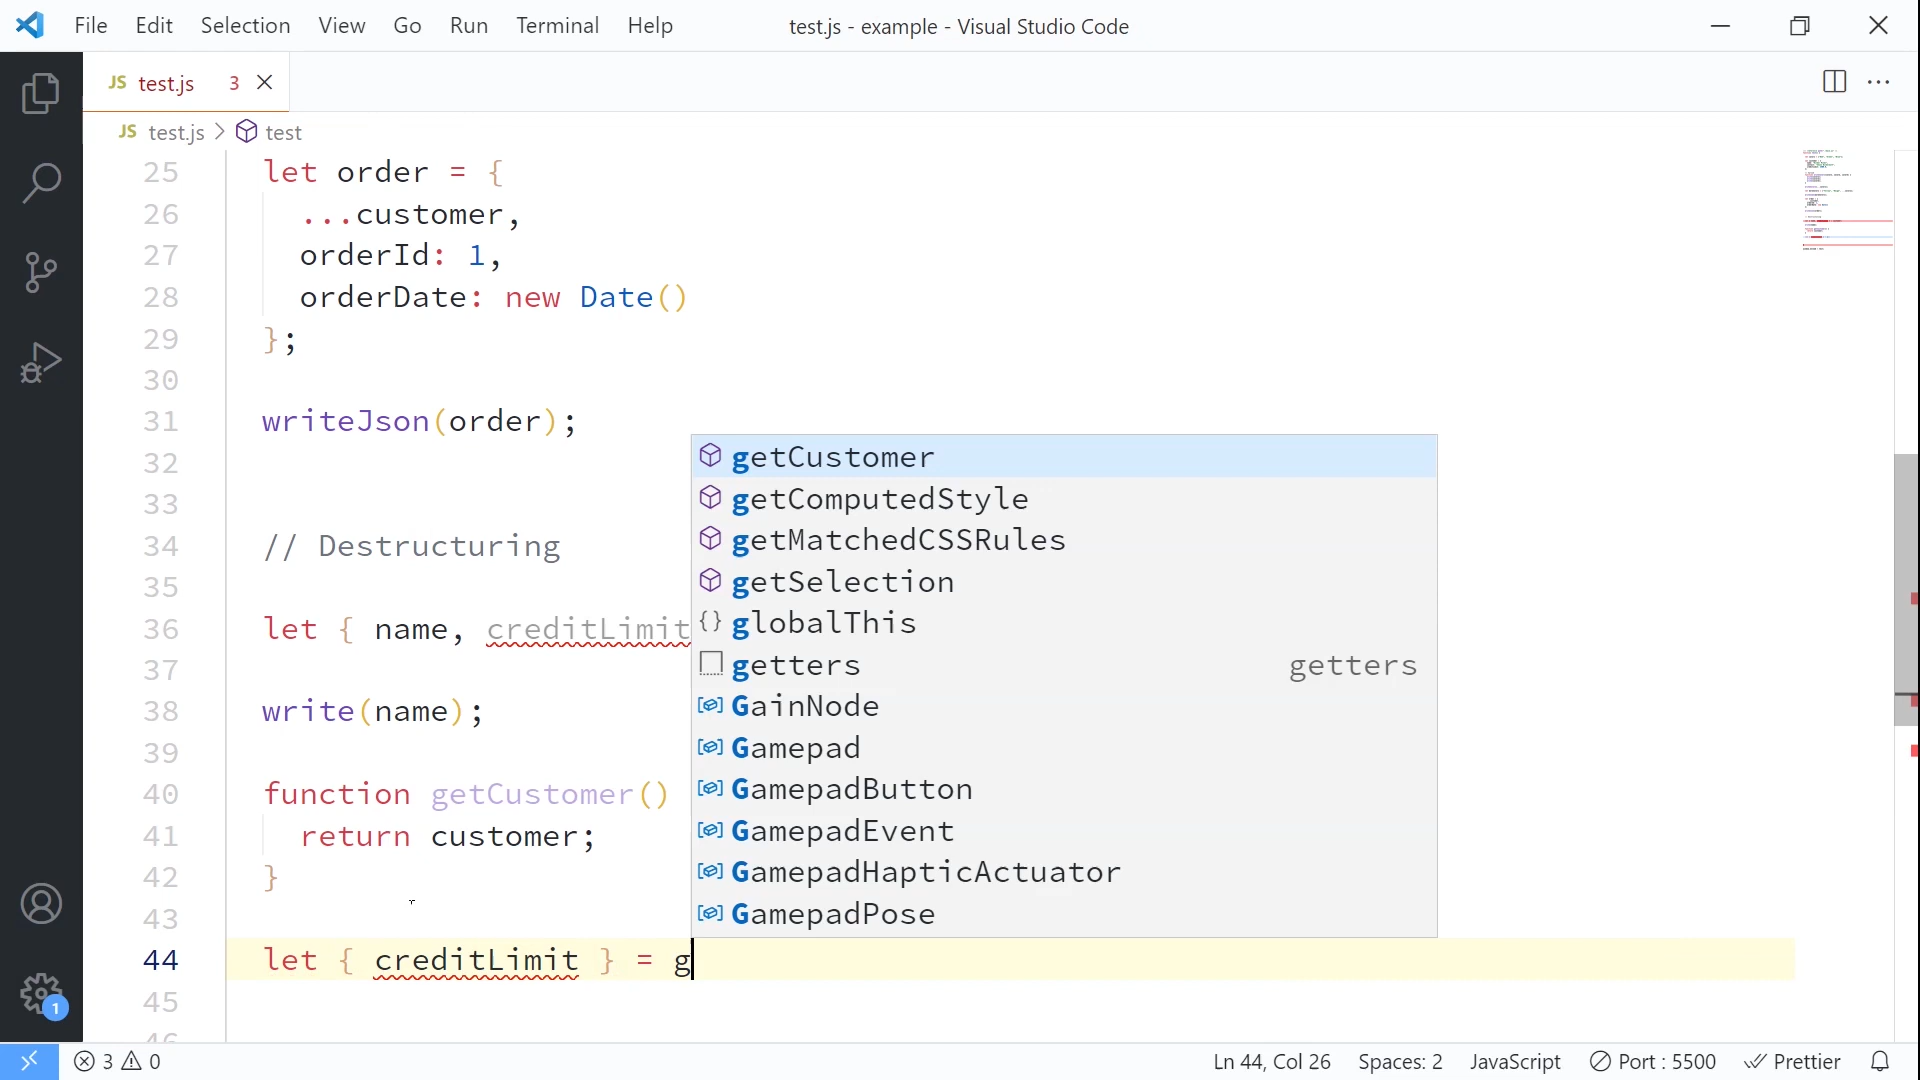 File Edit Selection View Go Run Terminal Help test.js - example - Visual Studio Code
JS test.js 3
JS test.js > test
25 let order = {
26 ...customer,
27 orderId: 1,
28 orderDate: new Date()
29 };
30
31 writeJson(order);
32
33
34 // Destructuring
35
36 let { name, creditLimit
37
38 write(name);
39
40 function getCustomer()
41 return customer;
42 }
43
44 let { creditLimit } = g
45
getCustomer
getComputedStyle
getMatchedCSSRules
getSelection
{} globalThis
getters getters
GainNode
Gamepad
GamepadButton
GamepadEvent
GamepadHapticActuator
GamepadPose
1
3 0 Ln 44, Col 26 Spaces: 2 JavaScript Port : 5500 Prettier